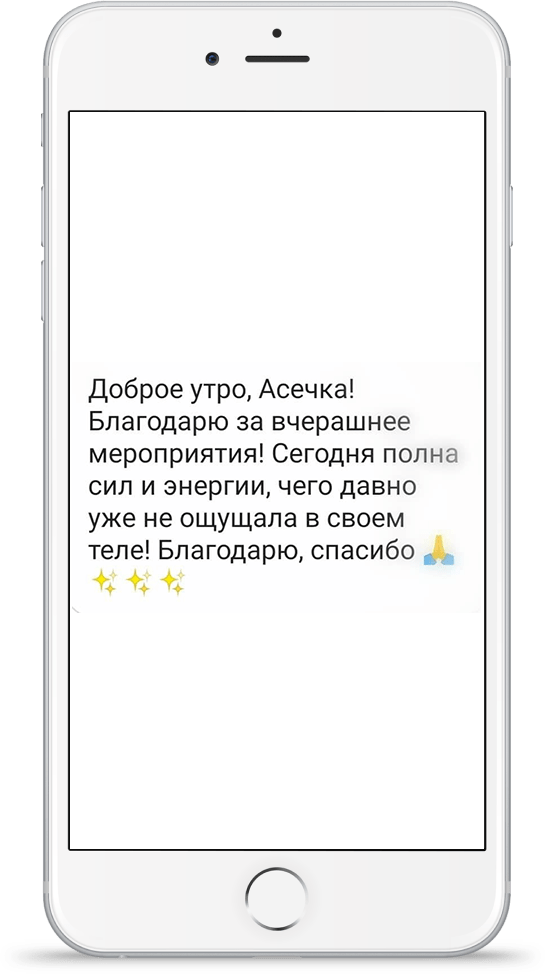 Доброе утро, Асечка!
Благодарю за вчерашнее
мероприятия! Сегодня полна
сил и энергии, чего давно
уже не ощущала в своем
теле! Благодарю, спасибо 🙏
✨✨✨